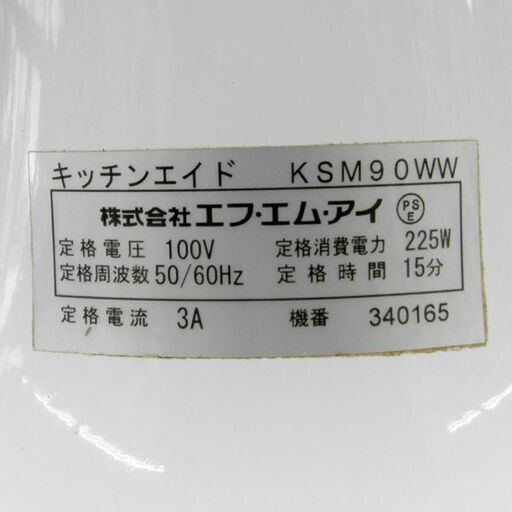 キッチンエイド KSM90WW
株式会社エフ・エム・アイ PSE
定格電圧 100V 定格消費電力 225W
定格周波数 50/60Hz 定格時間 15分
定格電流 3A 機番 340165